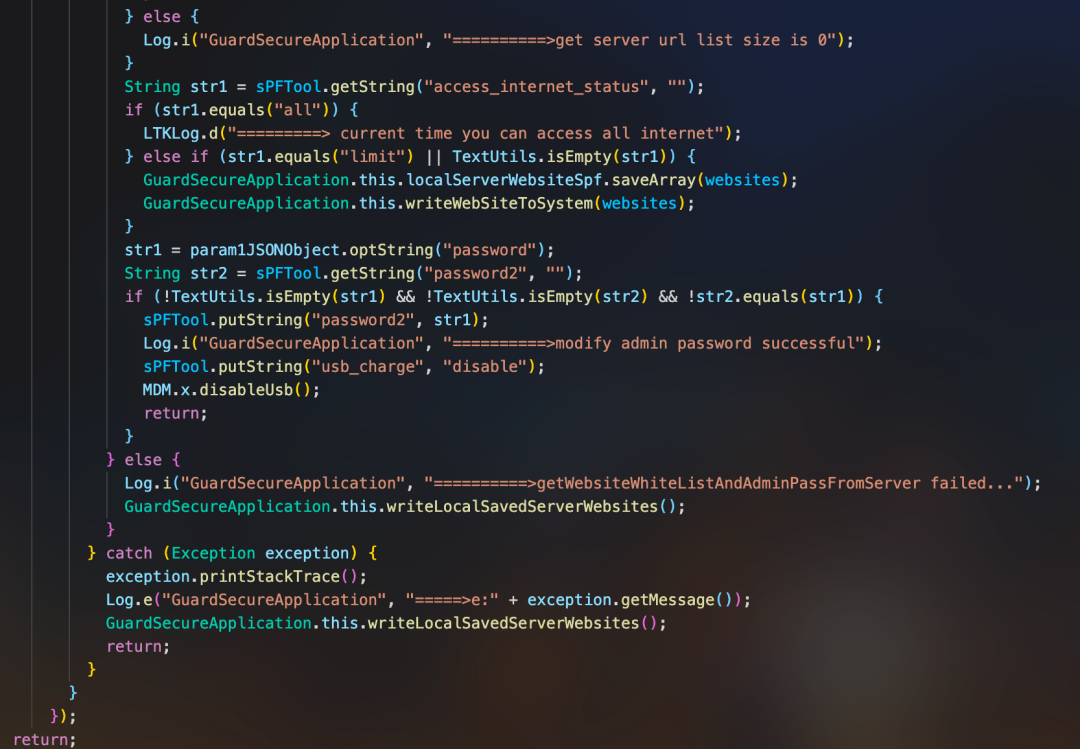 } else {
Log.i("GuardSecureApplication", "==========>get server url list size is 0");
}
String str1 = sPFTool.getString("access_internet_status", "");
if (str1.equals("all")) {
LTKLog.d("=========> current time you can access all internet");
} else if (str1.equals("limit") || TextUtils.isEmpty(str1)) {
GuardSecureApplication.this.localServerWebsiteSpf.saveArray(websites);
GuardSecureApplication.this.writeWebSiteToSystem(websites);
}
str1 = param1JSONObject.optString("password");
String str2 = sPFTool.getString("password2", "");
if (!TextUtils.isEmpty(str1) && !TextUtils.isEmpty(str2) && !str2.equals(str1)) {
sPFTool.putString("password2", str1);
Log.i("GuardSecureApplication", "==========>modify admin password successful");
sPFTool.putString("usb_charge", "disable");
MDM.x.disableUsb();
return;
}
} else {
Log.i("GuardSecureApplication", "==========>getWebsiteWhiteListAndAdminPassFromServer failed...");
GuardSecureApplication.this.writeLocalSavedServerWebsites();
}
} catch (Exception exception) {
exception.printStackTrace();
Log.e("GuardSecureApplication", "=====>e:" + exception.getMessage());
GuardSecureApplication.this.writeLocalSavedServerWebsites();
return;
}
}
});
return;